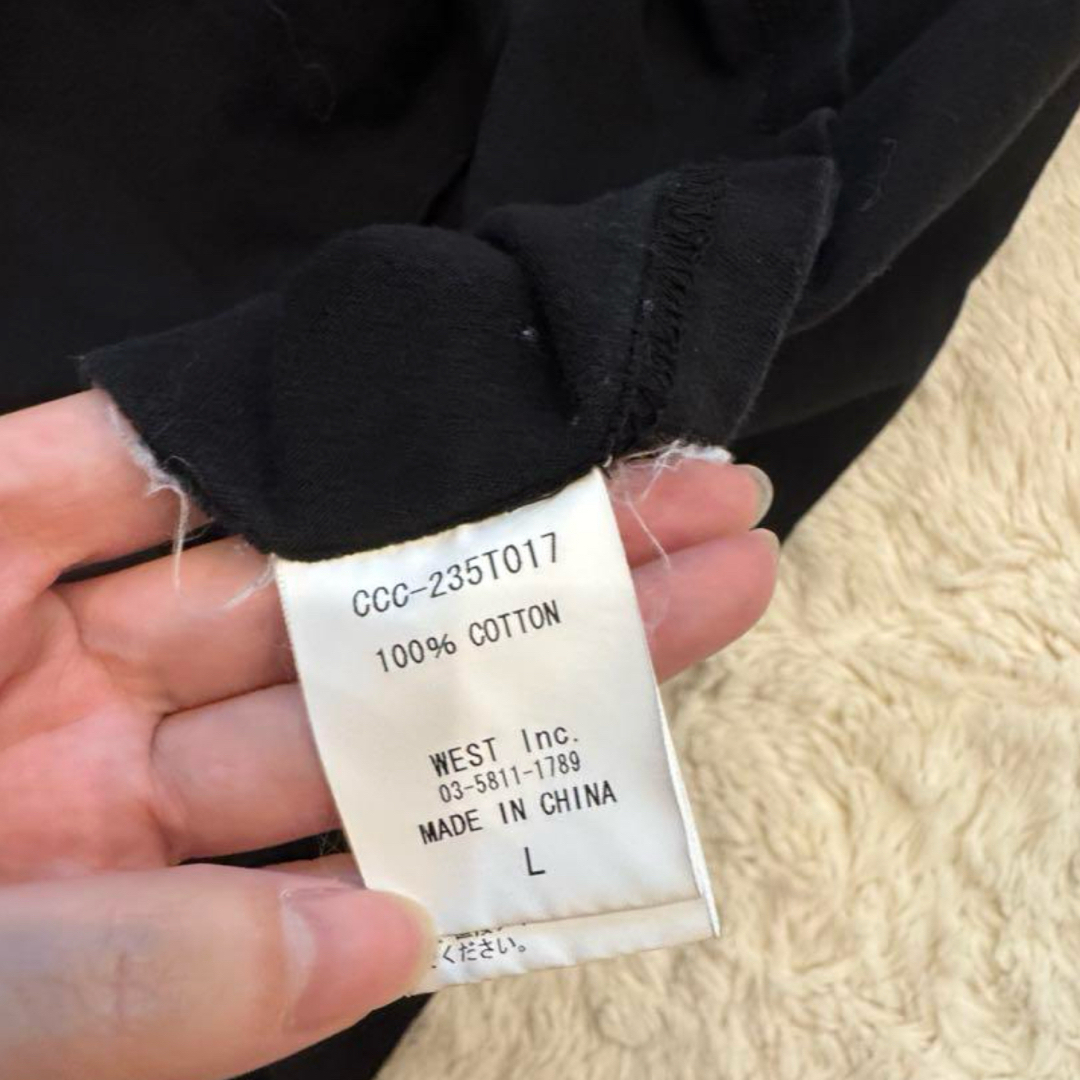 CCC-235T017
100% COTTON
WEST Inc.
03-5811-1789
MADE IN CHINA
L
ください。